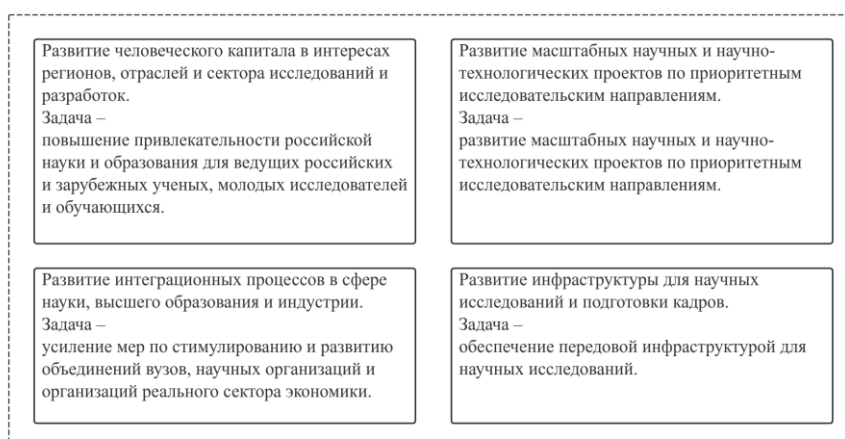 Развитие человеческого капитала в интересах
регионов, отраслей и сектора исследований и
разработок.
Задача –
повышение привлекательности российской
науки и образования для ведущих российских
и зарубежных ученых, молодых исследователей
и обучающихся.
Развитие масштабных научных и научно-
технологических проектов по приоритетным
исследовательским направлениям.
Задача –
развитие масштабных научных и научно-
технологических проектов по приоритетным
исследовательским направлениям.
Развитие интеграционных процессов в сфере
науки, высшего образования и индустрии.
Задача –
усиление мер по стимулированию и развитию
объединений вузов, научных организаций и
организаций реального сектора экономики.
Развитие инфраструктуры для научных
исследований и подготовки кадров.
Задача –
обеспечение передовой инфраструктурой для
научных исследований.